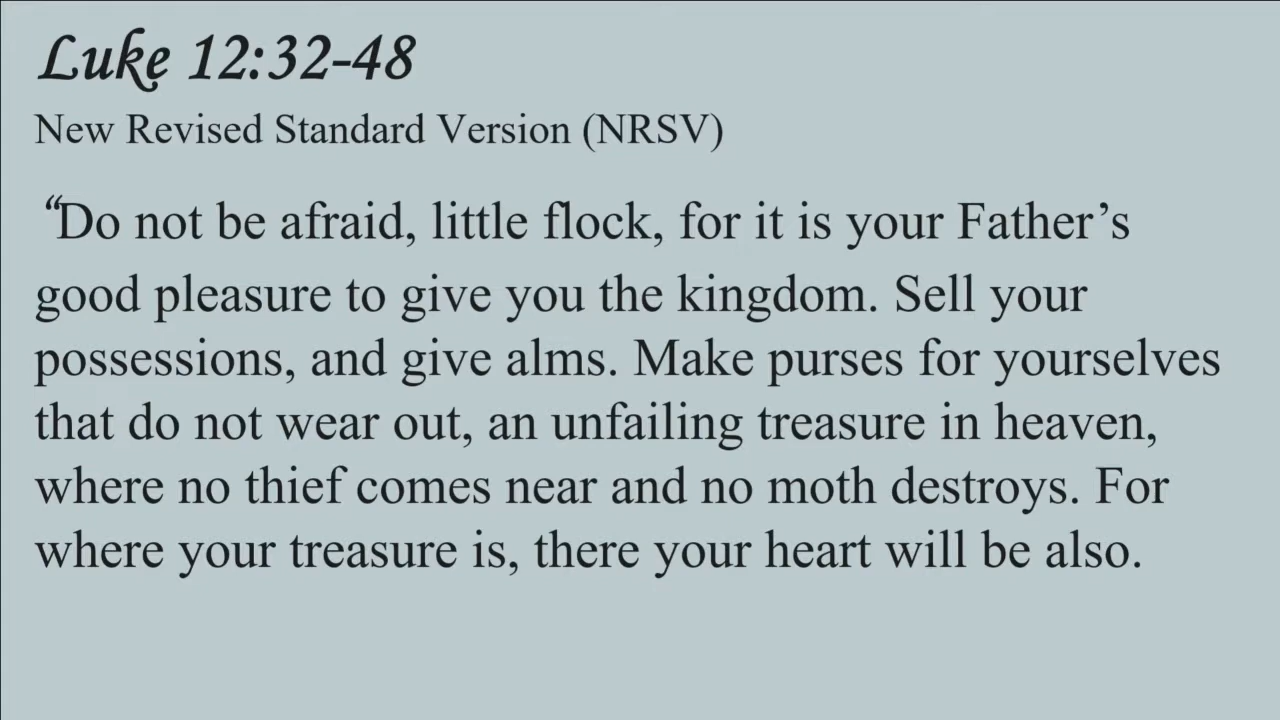 Luke 12:32-48
New Revised Standard Version (NRSV)
“Do not be afraid, little flock, for it is your Father’s
good pleasure to give you the kingdom. Sell your
possessions, and give alms. Make purses for yourselves
that do not wear out, an unfailing treasure in heaven,
where no thief comes near and no moth destroys. For
where your treasure is, there your heart will be also.